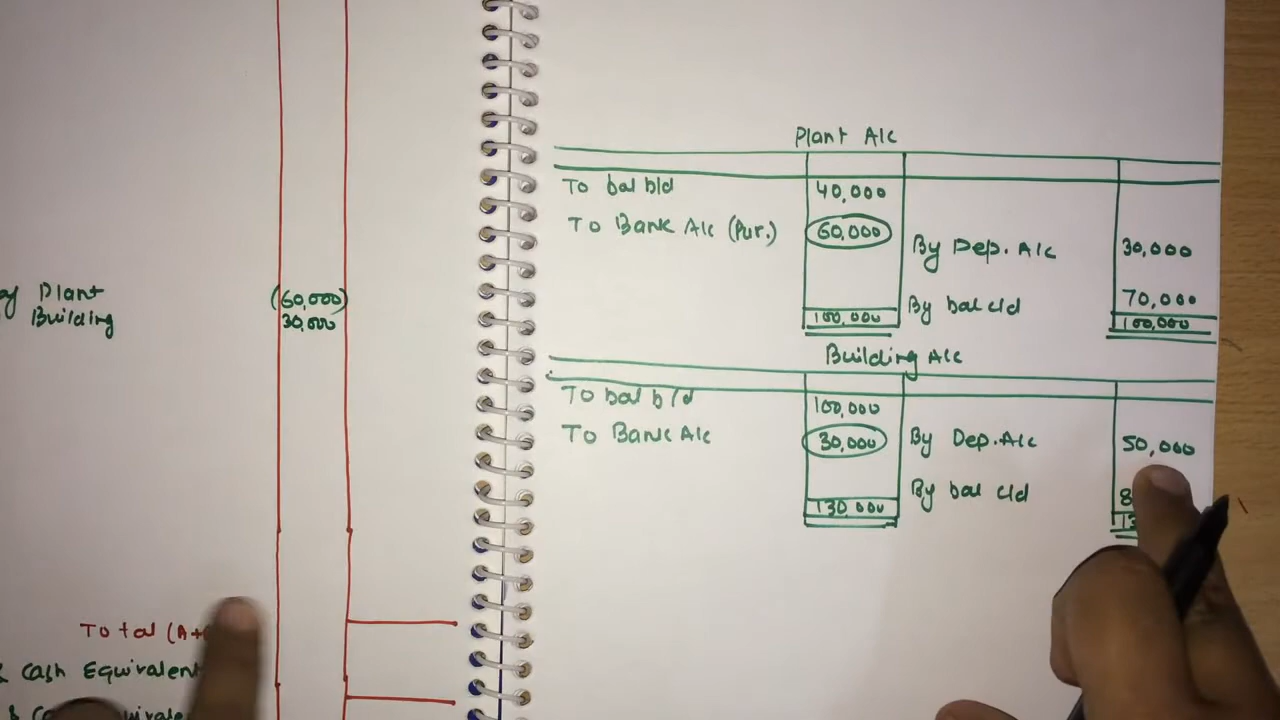 Plant
(60,000)
Building
30,000
Total (A+
& Cash Equivalent
&
Plant A/c
To bal b/d
40,000
To Bank A/c (Pur.)
60,000
By Dep. A/c
30,000
By bal c/d
70,000
100,000
100,000
Building A/c
To bal b/d
100,000
To Bank A/c
30,000
By Dep. A/c
50,000
By bal c/d
8
130,000
13